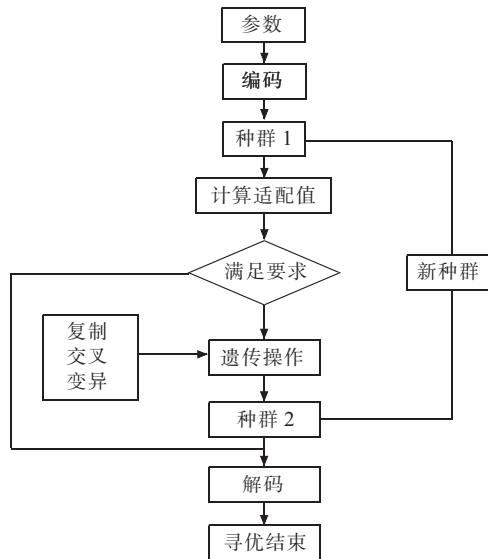 参数
编码
种群 1
计算适配值
满足要求
新种群
复制
交叉
变异
遗传操作
种群 2
解码
寻优结束